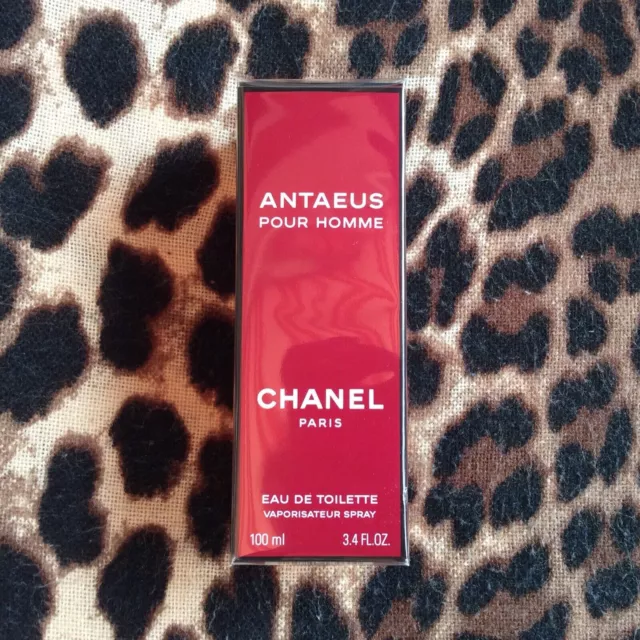 ANTAEUS
POUR HOMME
CHANEL
PARIS
EAU DE TOILETTE
VAPORISATEUR SPRAY
100 ml 3.4 FL.OZ.